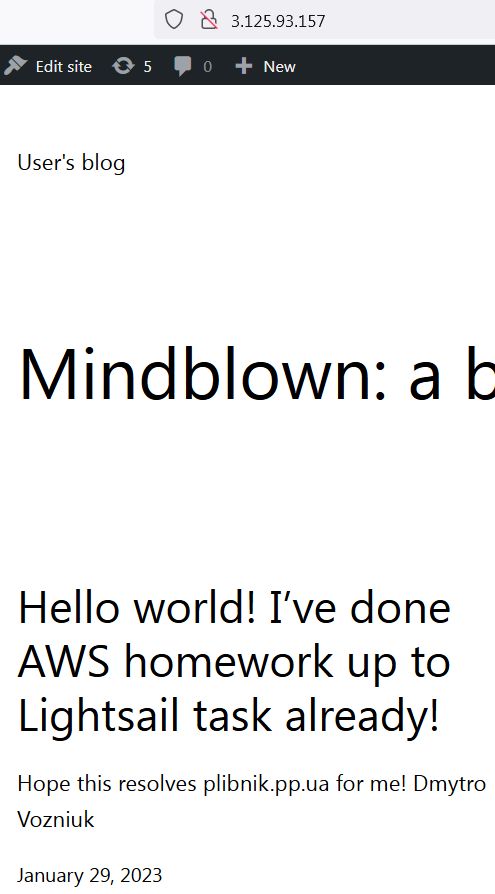 3.125.93.157
Edit site 5 0 New
User's blog
Mindblown: a b
Hello world! I’ve done
AWS homework up to
Lightsail task already!
Hope this resolves plibnik.pp.ua for me! Dmytro
Vozniuk
January 29, 2023